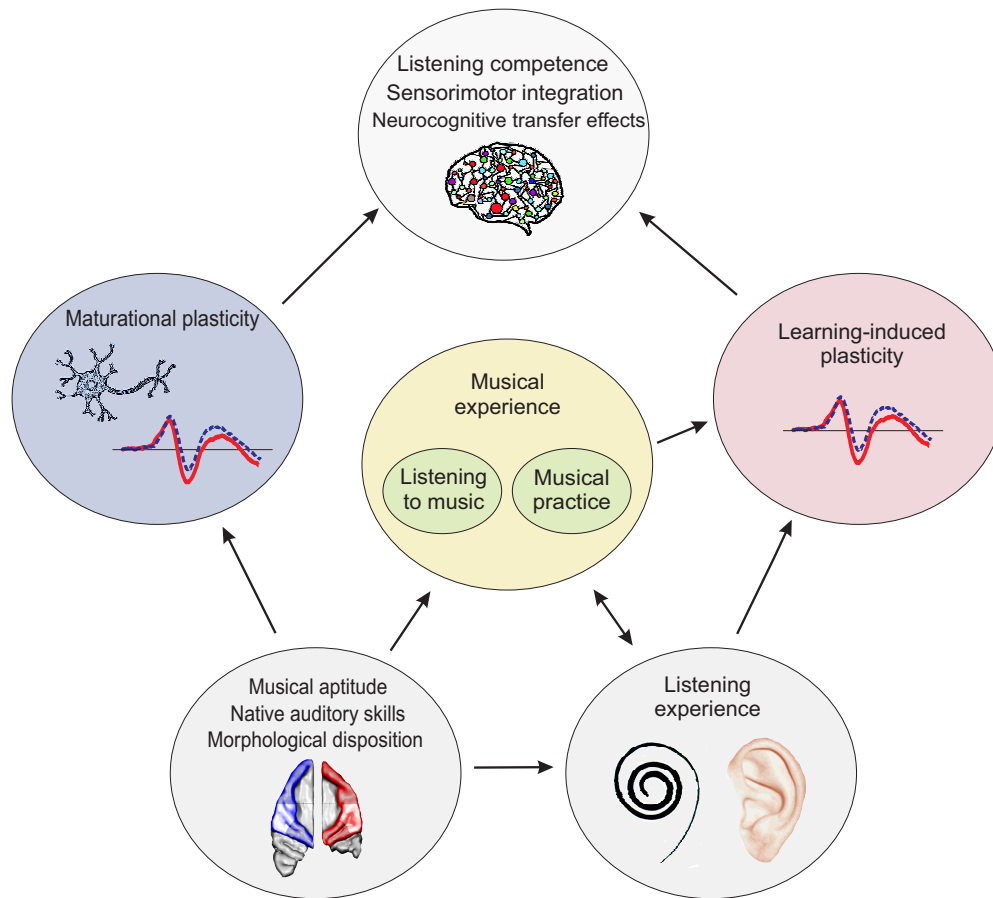 Listening competence
Sensorimotor integration
Neurocognitive transfer effects
Maturational plasticity
Learning-induced
plasticity
Musical
experience
Listening
to music
Musical
practice
Musical aptitude
Native auditory skills
Morphological disposition
Listening
experience